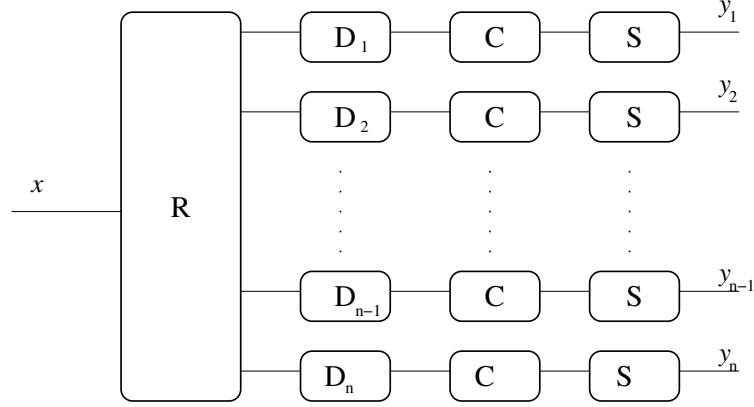 y₁
D₁ C S
y₂
D₂ C S
x
R
yₙ₋₁
Dₙ₋₁ C S
yₙ
Dₙ C S